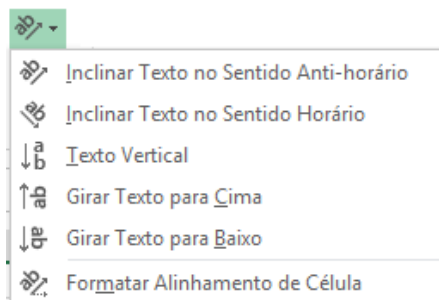 Inclinar Texto no Sentido Anti-horário
Inclinar Texto no Sentido Horário
Texto Vertical
Girar Texto para Cima
Girar Texto para Baixo
Formatar Alinhamento de Célula